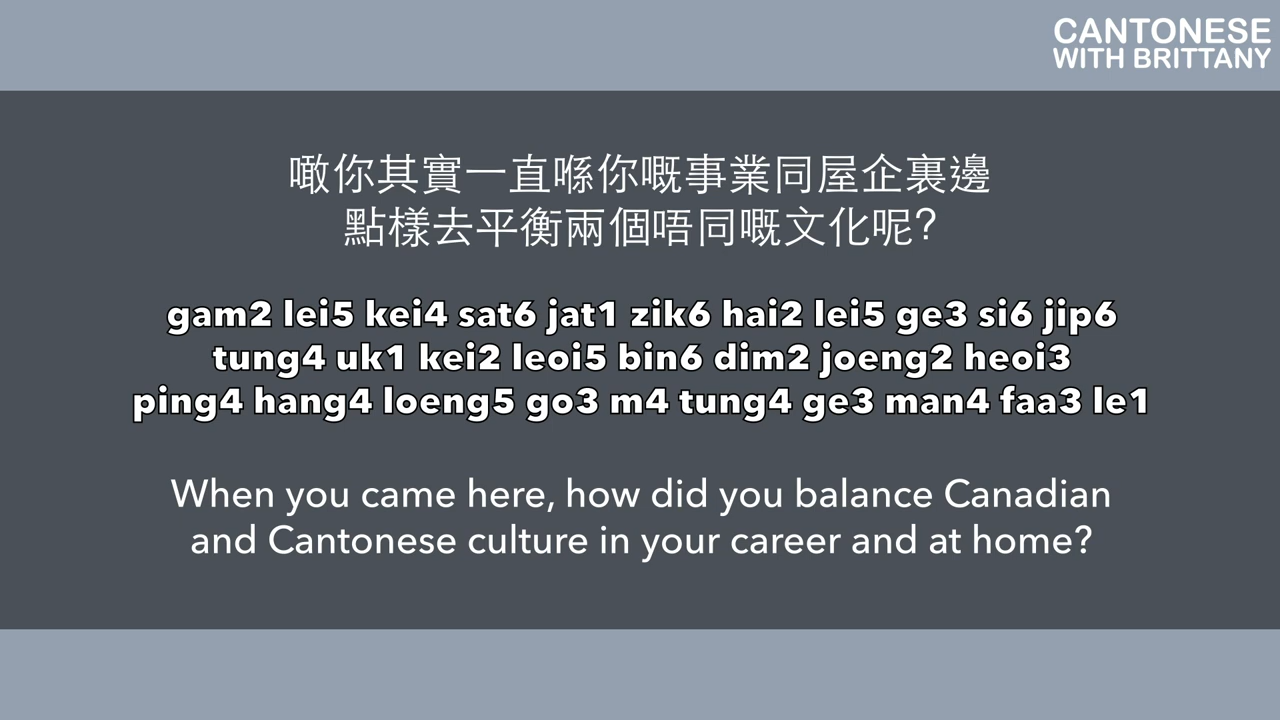 CANTONESE
WITH BRITTANY
噉你其實一直喺你嘅事業同屋企裏邊
點樣去平衡兩個唔同嘅文化呢?
gam2 lei5 kei4 sat6 jat1 zik6 hai2 lei5 ge3 si6 jip6
tung4 uk1 kei2 leoi5 bin6 dim2 joeng2 heoi3
ping4 hang4 loeng5 go3 m4 tung4 ge3 man4 faa3 le1
When you came here, how did you balance Canadian
and Cantonese culture in your career and at home?